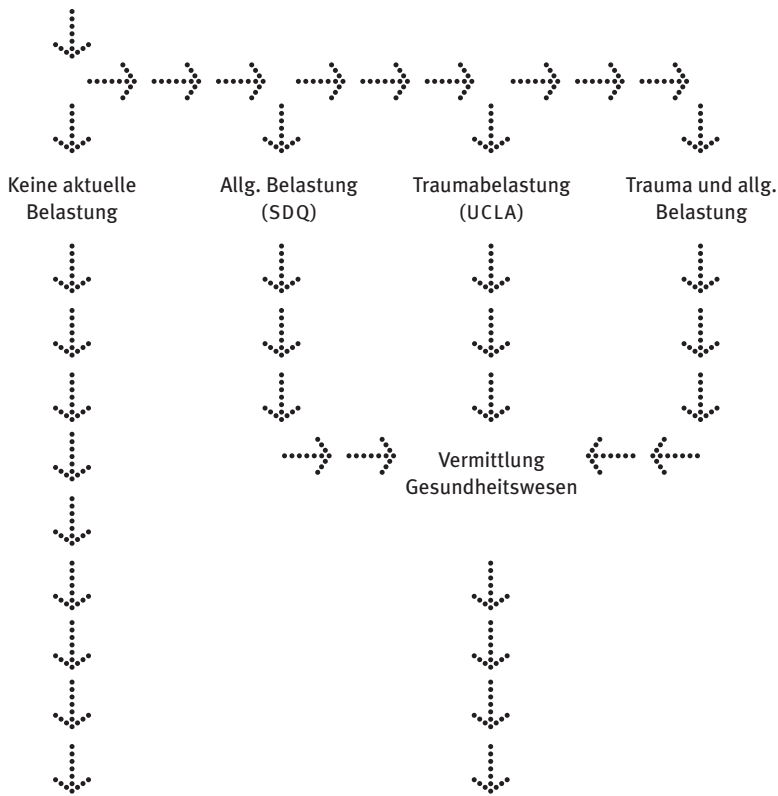 Keine aktuelle
Belastung
Allg. Belastung
(SDQ)
Traumabelastung
(UCLA)
Trauma und allg.
Belastung
Vermittlung
Gesundheitswesen